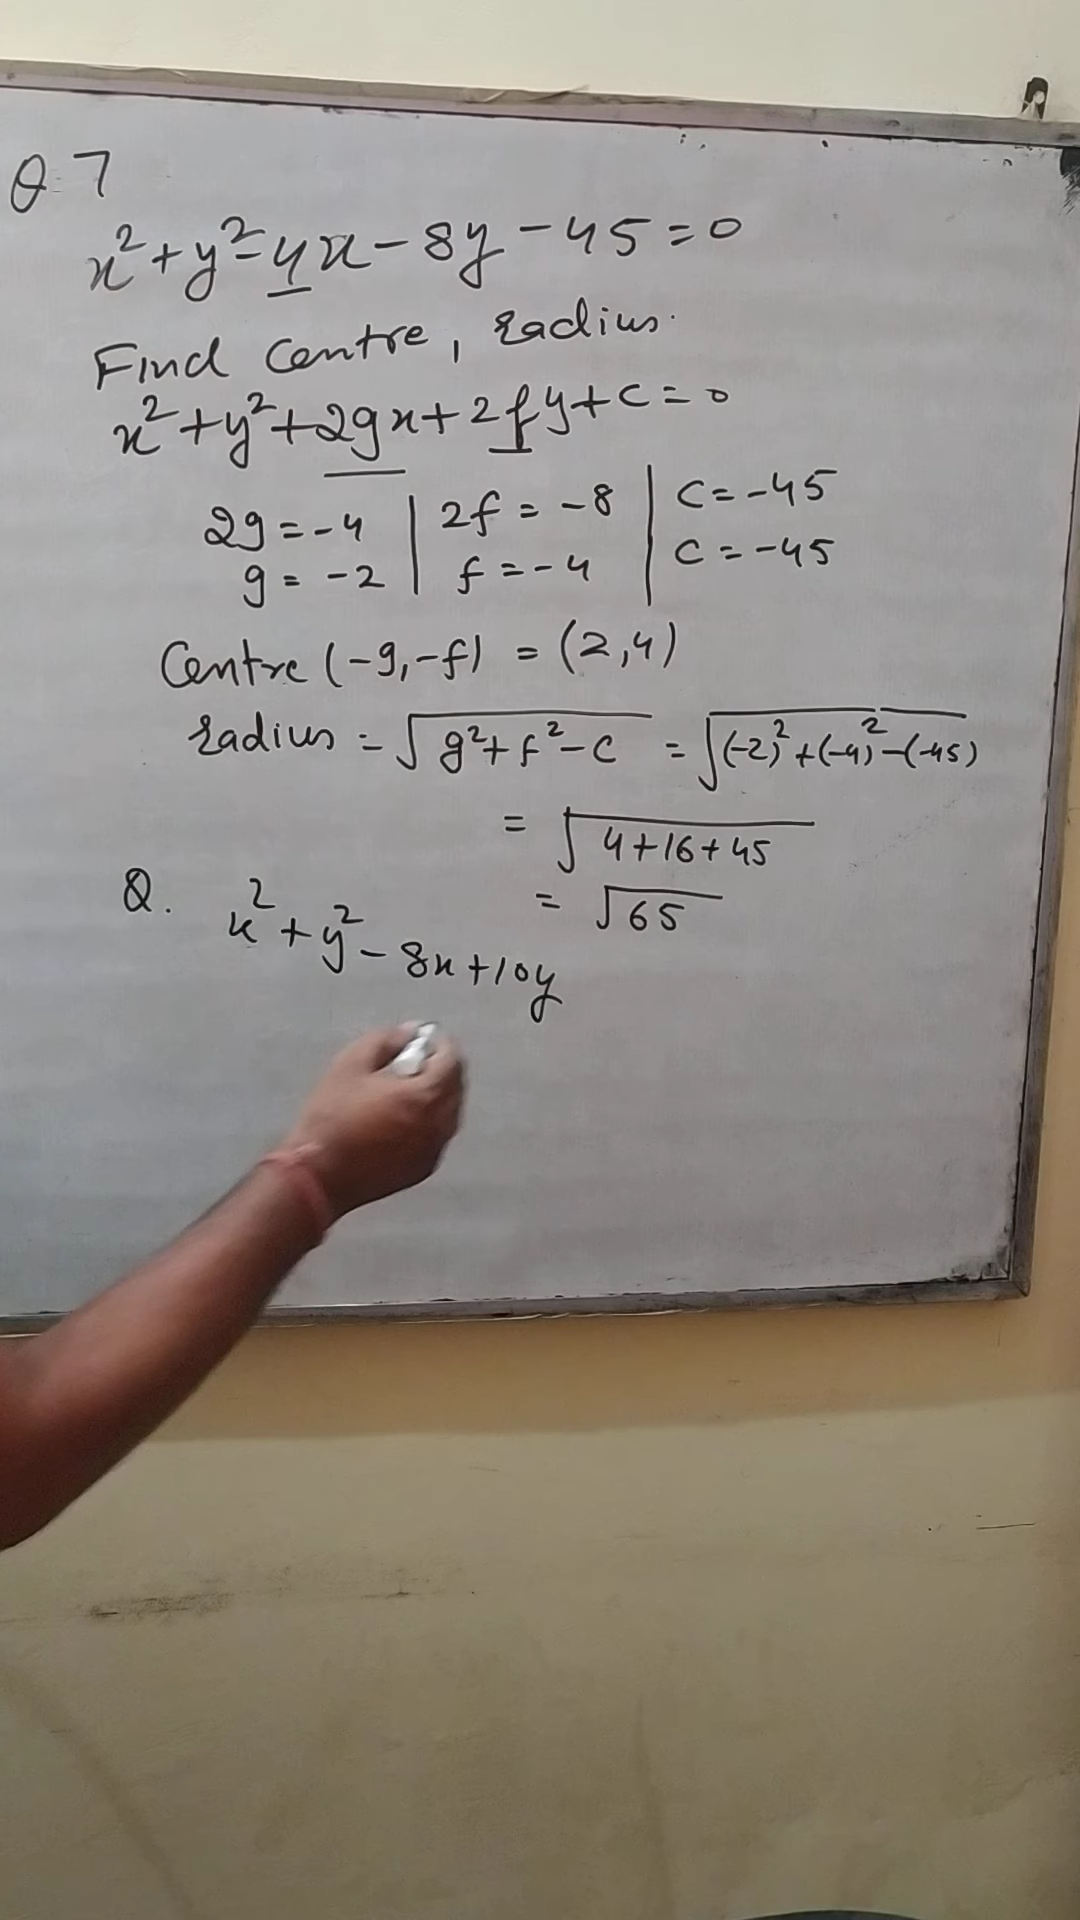 Q.7
x² + y² - 4x - 8y - 45 = 0
Find Centre, radius.
x² + y² + 2gx + 2fy + c = 0
2g = -4 | 2f = -8 | C = -45
g = -2 | f = -4 | C = -45
Centre (-g, -f) = (2, 4)
radius = √(g² + f² - c) = √((-2)² + (-4)² - (-45))
= √(4 + 16 + 45)
= √65
Q. x² + y² - 8x + 10y